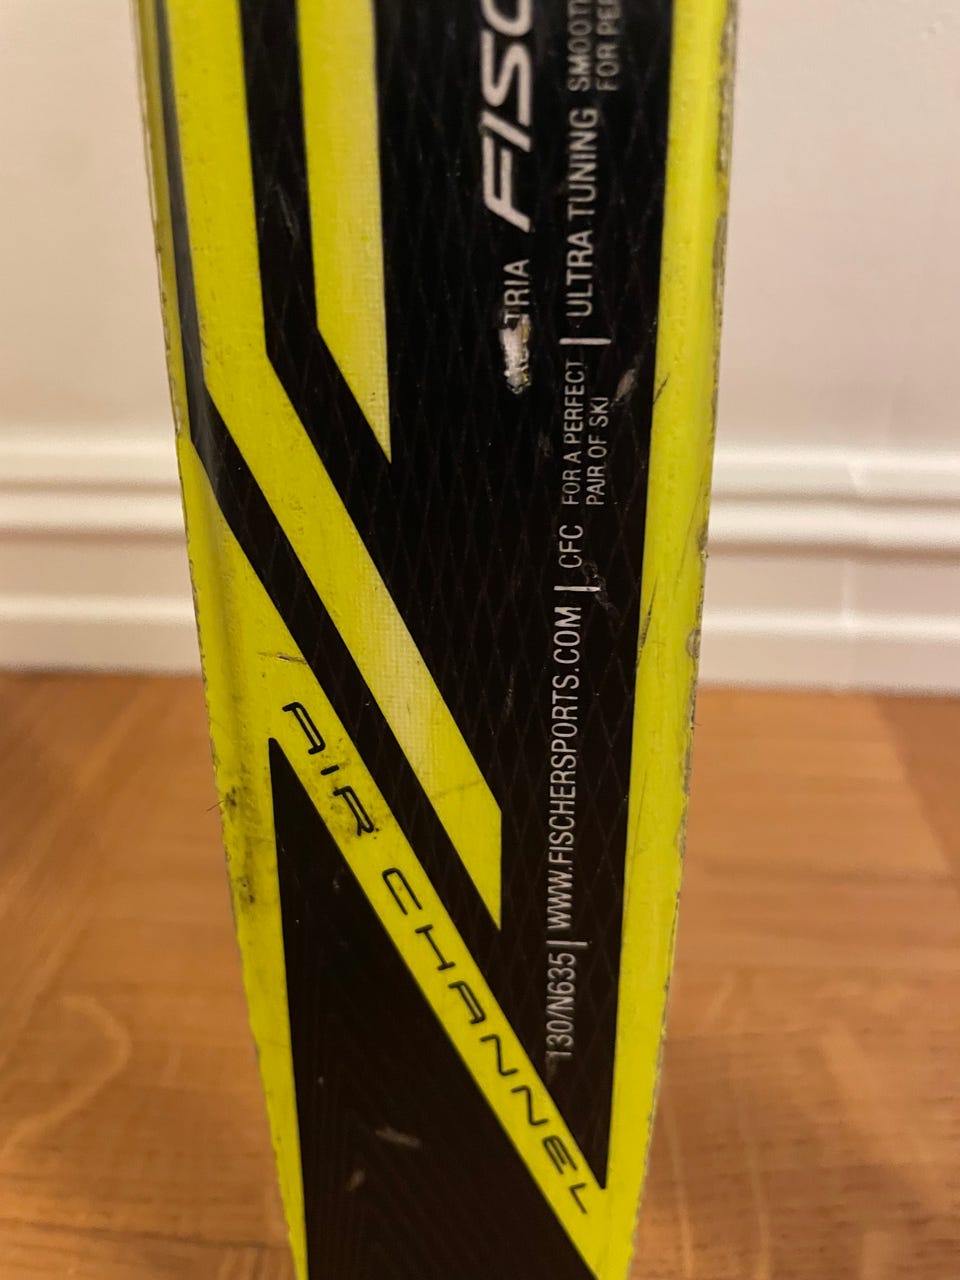 TRIA FISC
130/N635 | WWW.FISCHERSPORTS.COM | CFC FOR A PERFECT | ULTRA TUNING SMOOT
PAIR OF SKI FOR PE
AIR CHANNEL